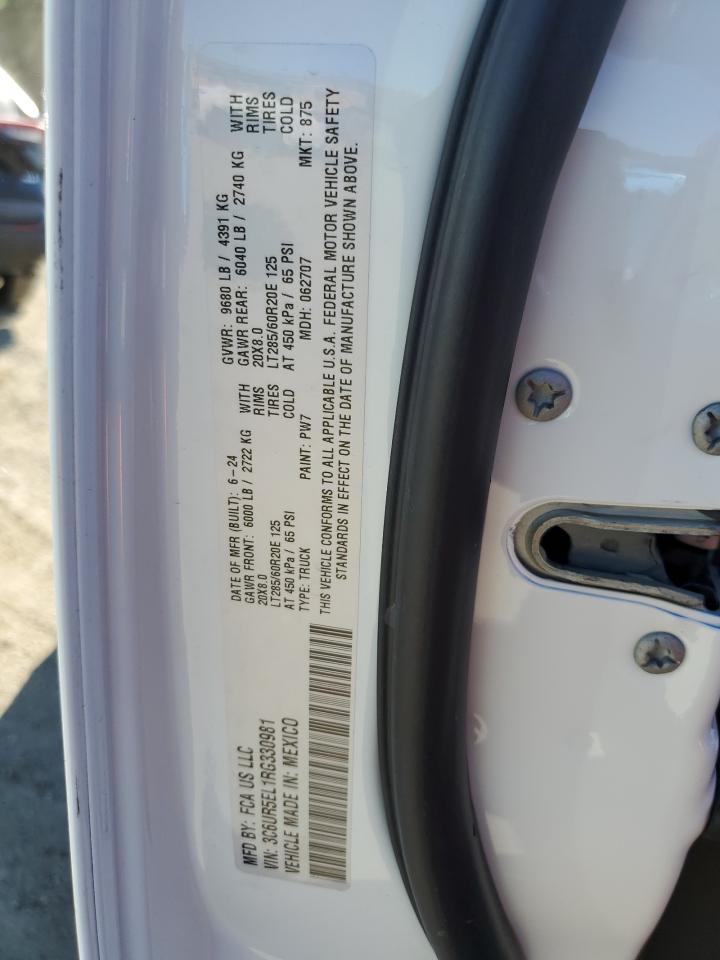 MFD BY: FCA US LLC
VIN: 3C6UR5EL1RG330981
VEHICLE MADE IN: MEXICO
DATE OF MFR (BUILT): 6-24
GAWR FRONT: 6000 LB / 2722 KG WITH
20X8.0 RIMS
LT285/60R20E 125 TIRES
AT 450 kPa / 65 PSI COLD
TYPE: TRUCK PAINT: PW7
GVWR: 9680 LB / 4391 KG
GAWR REAR: 6040 LB / 2740 KG WITH
20X8.0 RIMS
LT285/60R20E 125 TIRES
AT 450 kPa / 65 PSI COLD
MDH: 062707 MKT: 875
THIS VEHICLE CONFORMS TO ALL APPLICABLE U.S.A. FEDERAL MOTOR VEHICLE SAFETY
STANDARDS IN EFFECT ON THE DATE OF MANUFACTURE SHOWN ABOVE.